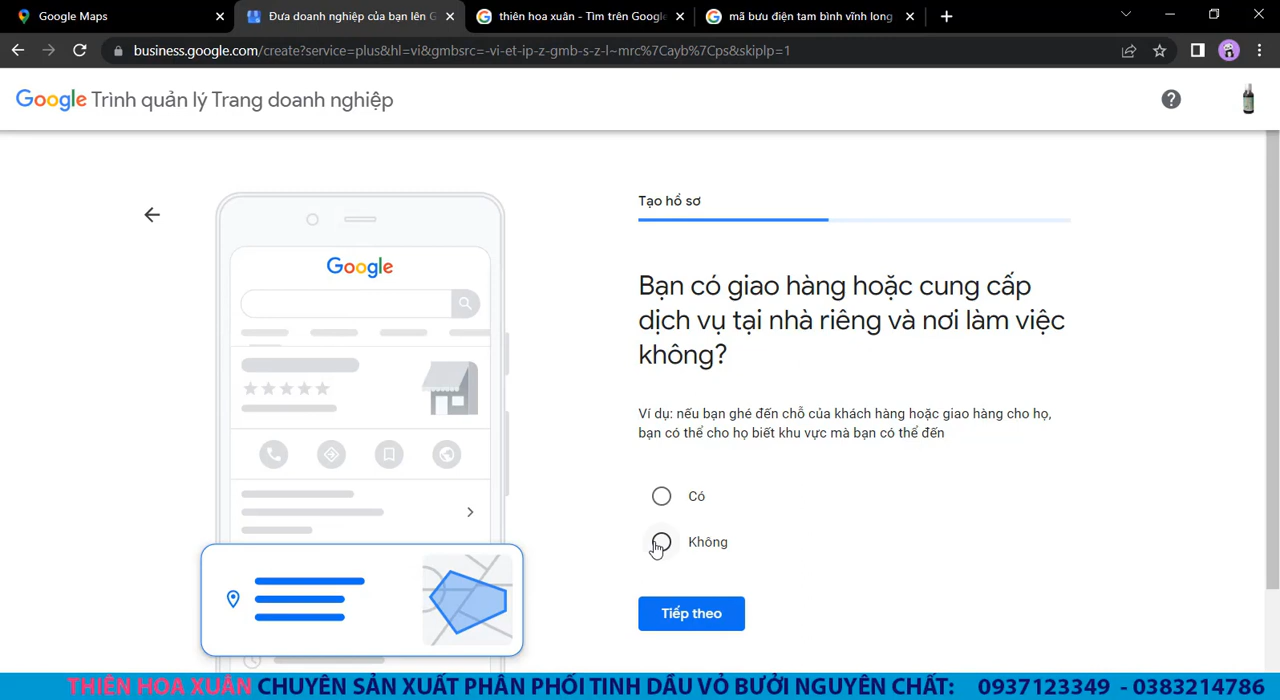 Google Maps
Đưa doanh nghiệp của bạn lên G
thiên hoa xuân - Tìm trên Google
mã bưu điện tam bình vĩnh long
business.google.com/create?service=plus&hl=vi&gmbsrc=-vi-et-ip-z-gmb-s-z-l~mrc%7Cayb%7Cps&skiplp=1
Google Trình quản lý Trang doanh nghiệp
Tạo hồ sơ
Google
Bạn có giao hàng hoặc cung cấp
dịch vụ tại nhà riêng và nơi làm việc
không?
Ví dụ: nếu bạn ghé đến chỗ của khách hàng hoặc giao hàng cho họ,
bạn có thể cho họ biết khu vực mà bạn có thể đến
Có
Không
Tiếp theo
THIÊN HOA XUÂN CHUYÊN SẢN XUẤT PHÂN PHỐI TINH DẦU VỎ BƯỞI NGUYÊN CHẤT: 0937123349 - 0383214786